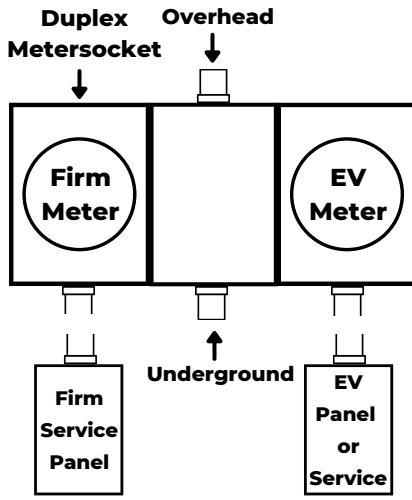 Duplex
Metersocket
Overhead
Firm
Meter
EV
Meter
Underground
Firm
Service
Panel
EV
Panel
or
Service